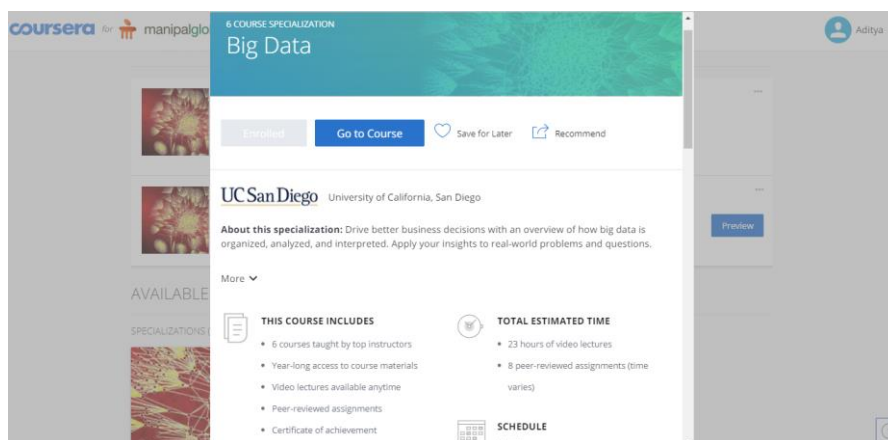 coursera for manipalglo
Aditya
6 COURSE SPECIALIZATION
Big Data
Enrolled
Go to Course
Save for Later
Recommend
UC San Diego University of California, San Diego
About this specialization: Drive better business decisions with an overview of how big data is
organized, analyzed, and interpreted. Apply your insights to real-world problems and questions.
More
Preview
AVAILABLE
SPECIALIZATIONS (
THIS COURSE INCLUDES
• 6 courses taught by top instructors
• Year-long access to course materials
• Video lectures available anytime
• Peer-reviewed assignments
• Certificate of achievement
TOTAL ESTIMATED TIME
• 23 hours of video lectures
• 8 peer-reviewed assignments (time
varies)
SCHEDULE